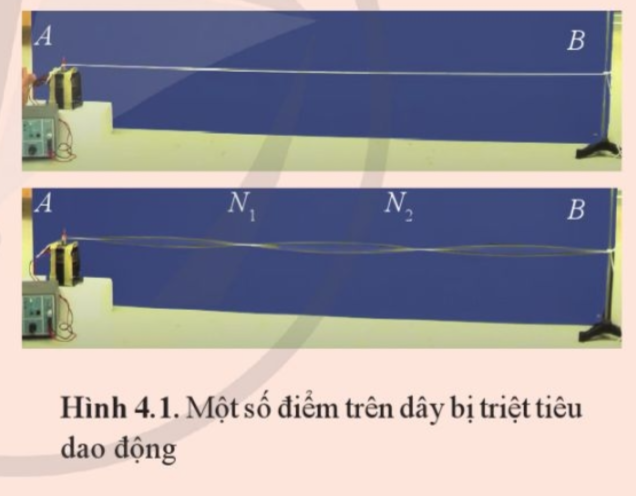 A B
A N₁ N₂ B
Hình 4.1. Một số điểm trên dây bị triệt tiêu
dao động